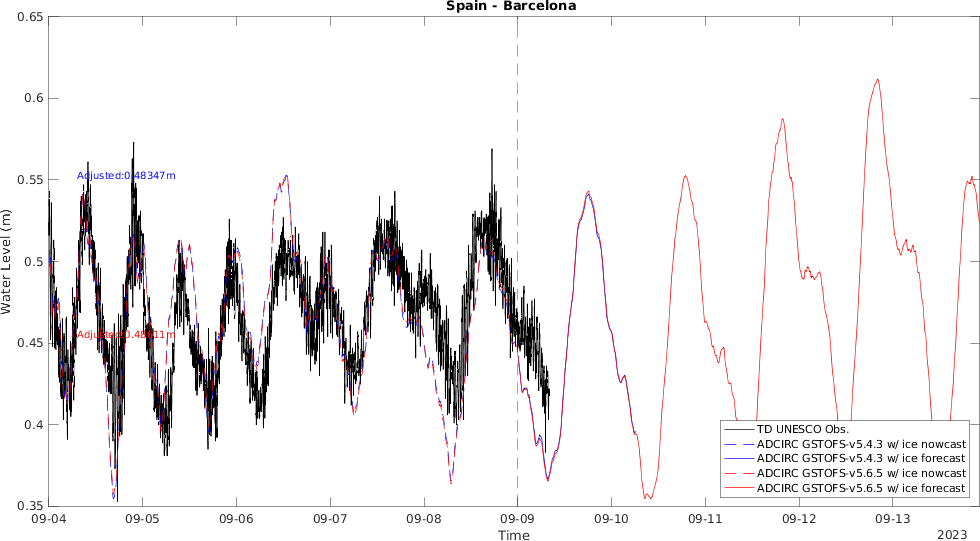 Spain - Barcelona
0.65
0.6
0.55
0.5
0.45
0.4
0.35
Water Level (m)
Adjusted:0.48347m
09-04
09-05
09-06
09-07
09-08
09-09
09-10
09-11
09-12
09-13
Time
2023
TD UNESCO Obs.
ADCIRC GSTOFS-v5.4.3 w/ ice nowcast
ADCIRC GSTOFS-v5.4.3 w/ ice forecast
ADCIRC GSTOFS-v5.6.5 w/ ice nowcast
ADCIRC GSTOFS-v5.6.5 w/ ice forecast